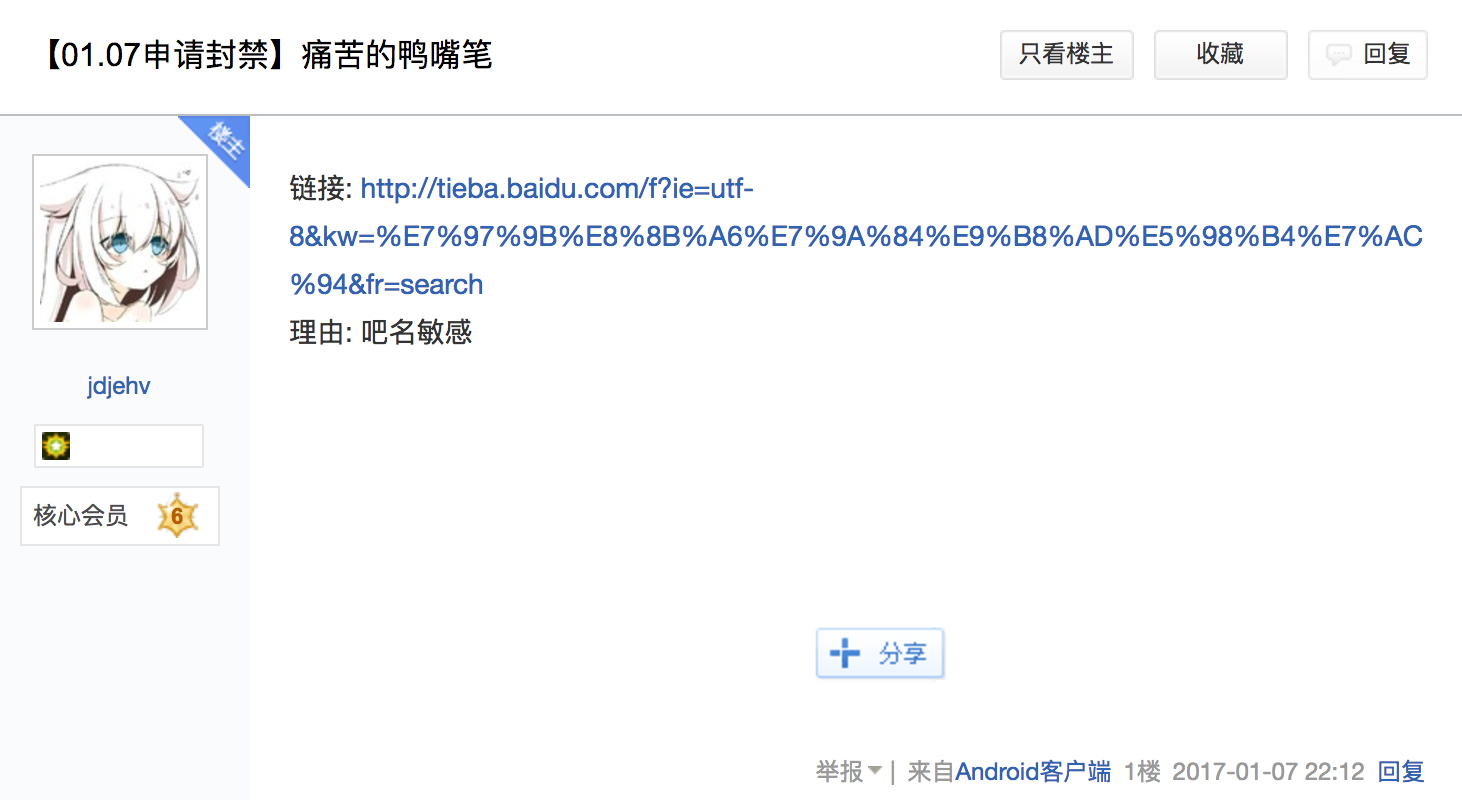 【01.07申请封禁】痛苦的鸭嘴笔
只看楼主
收藏
回复
楼主
链接: http://tieba.baidu.com/f?ie=utf-
8&kw=%E7%97%9B%E8%8B%A6%E7%9A%84%E9%B8%AD%E5%98%B4%E7%AC
%94&fr=search
理由: 吧名敏感
jdjehv
核心会员 6
分享
举报 | 来自Android客户端 1楼 2017-01-07 22:12 回复